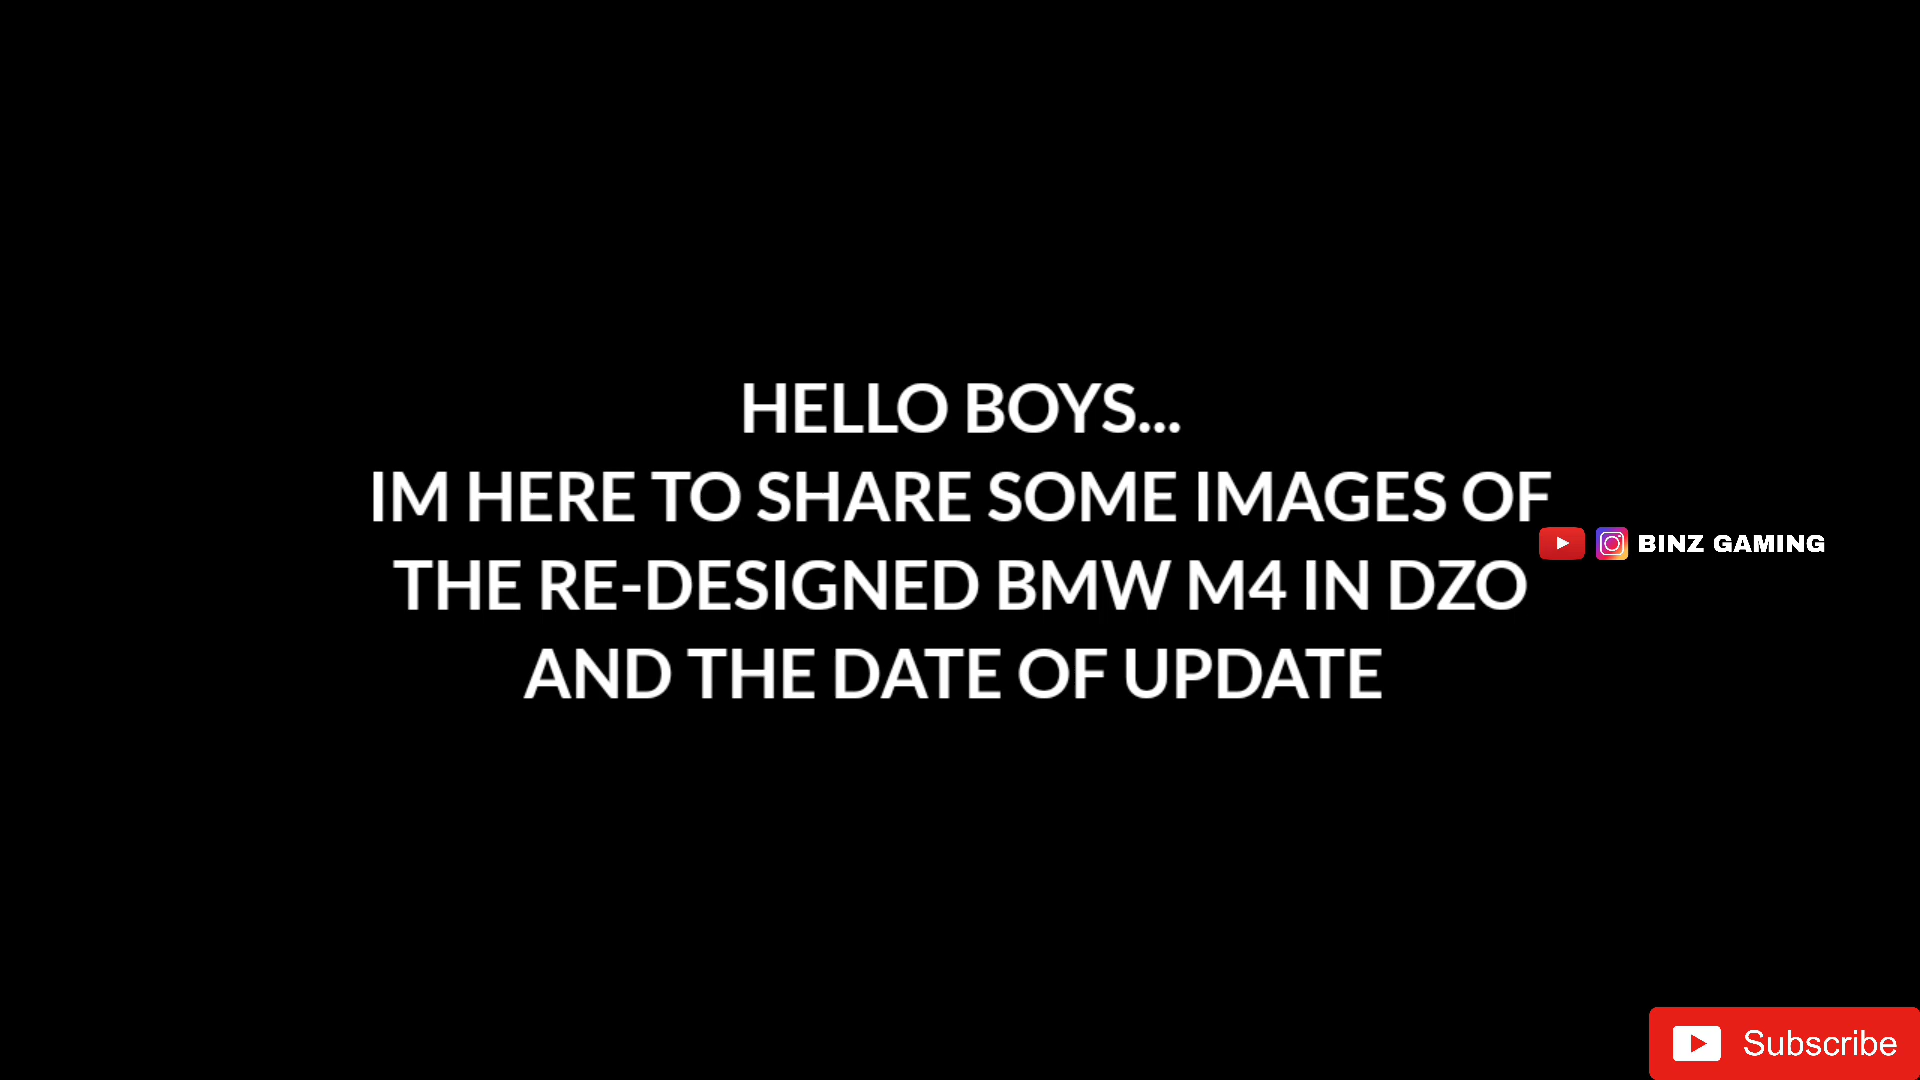 HELLO BOYS...
IM HERE TO SHARE SOME IMAGES OF
THE RE-DESIGNED BMW M4 IN DZO
AND THE DATE OF UPDATE
BINZ GAMING
Subscribe